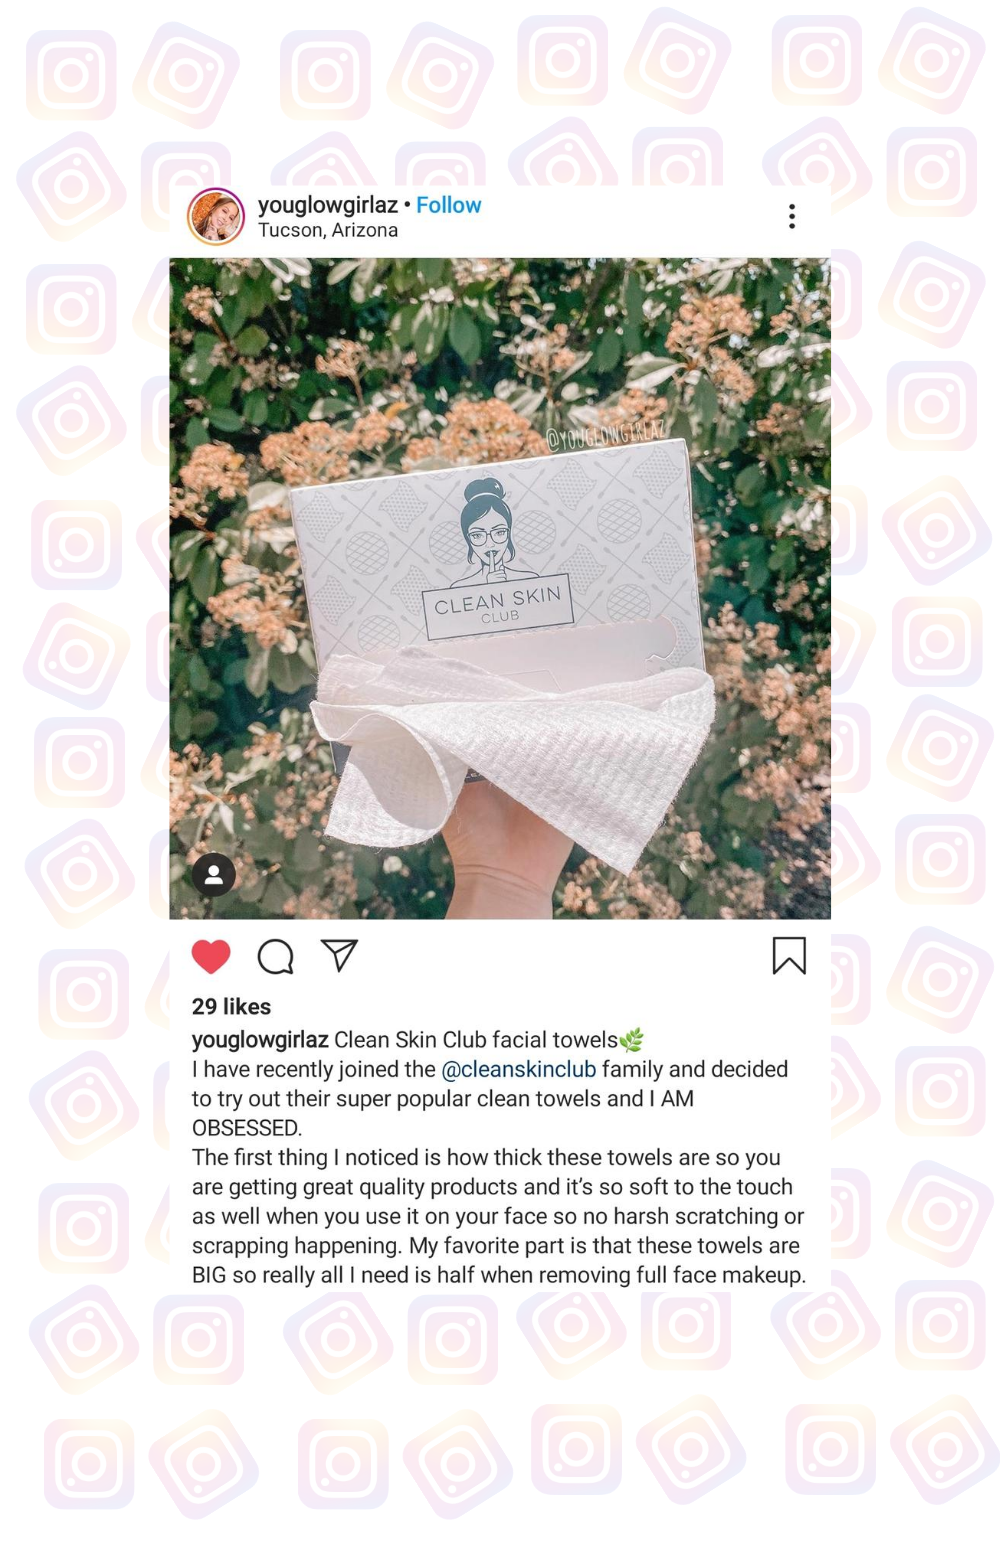 youglowgirlaz • Follow
Tucson, Arizona
@YOUGLOWGIRLAZ
CLEAN SKIN
CLUB
29 likes
youglowgirlaz Clean Skin Club facial towels🌿
I have recently joined the @cleanskinclub family and decided
to try out their super popular clean towels and I AM
OBSESSED.
The first thing I noticed is how thick these towels are so you
are getting great quality products and it’s so soft to the touch
as well when you use it on your face so no harsh scratching or
scrapping happening. My favorite part is that these towels are
BIG so really all I need is half when removing full face makeup.